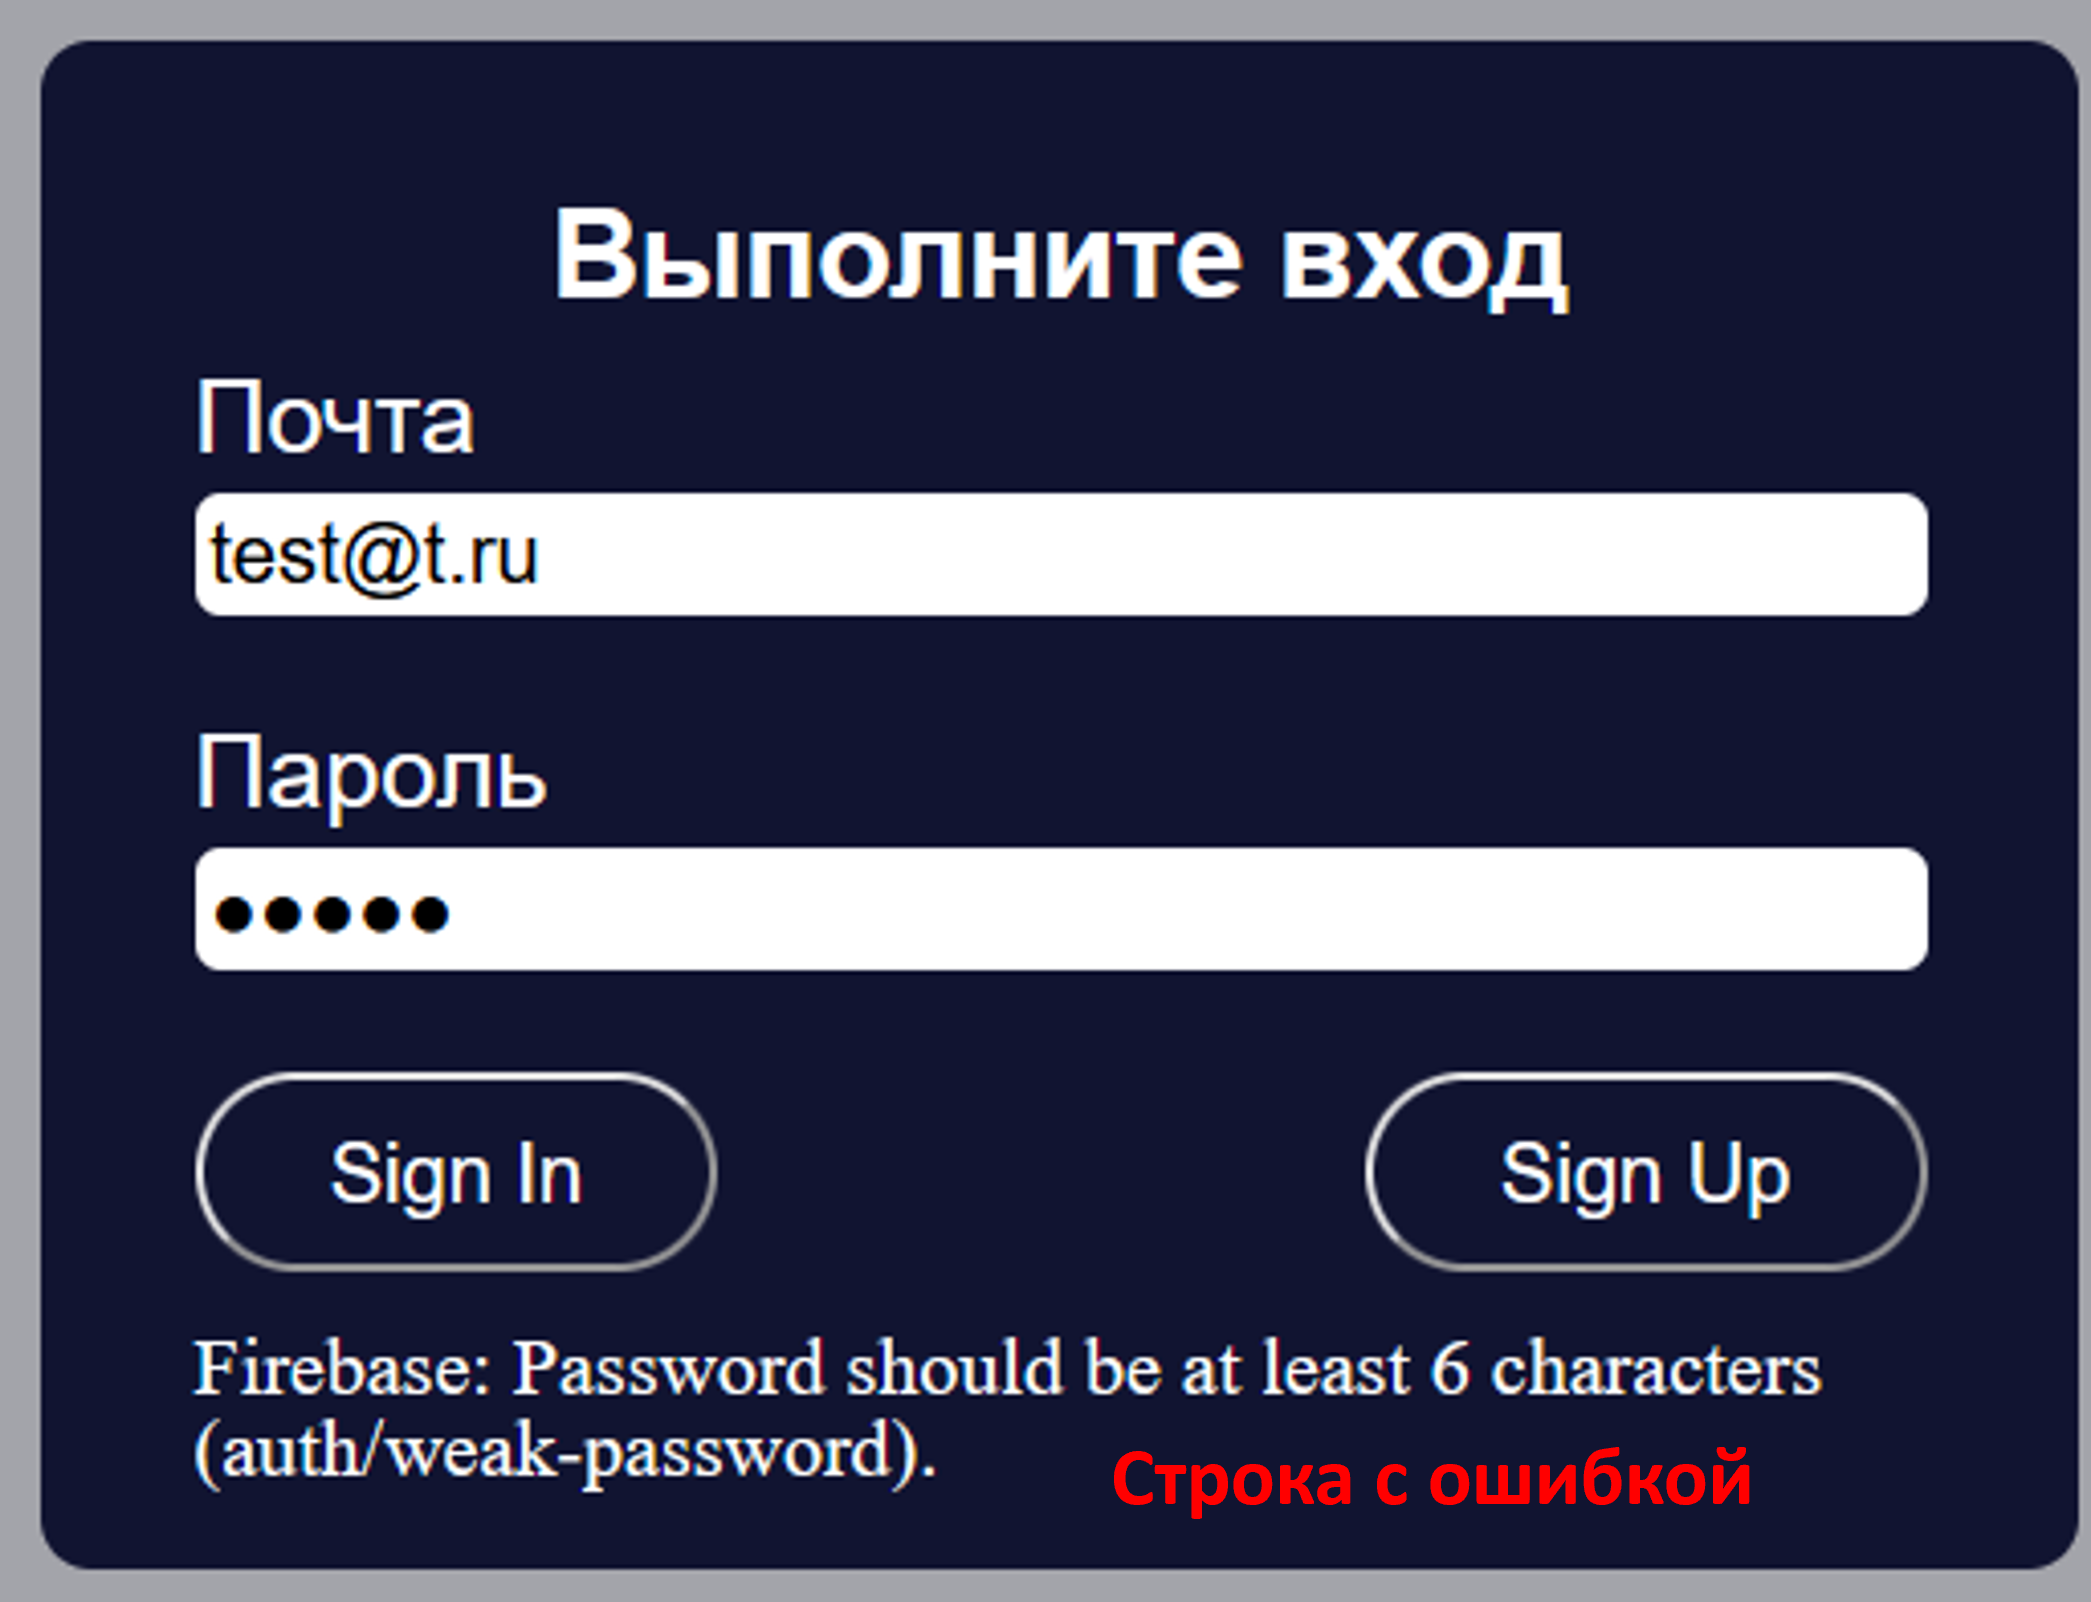 Выполните вход
Почта
test@t.ru
Пароль
●●●●●
Sign In
Sign Up
Firebase: Password should be at least 6 characters
(auth/weak-password).
Строка с ошибкой